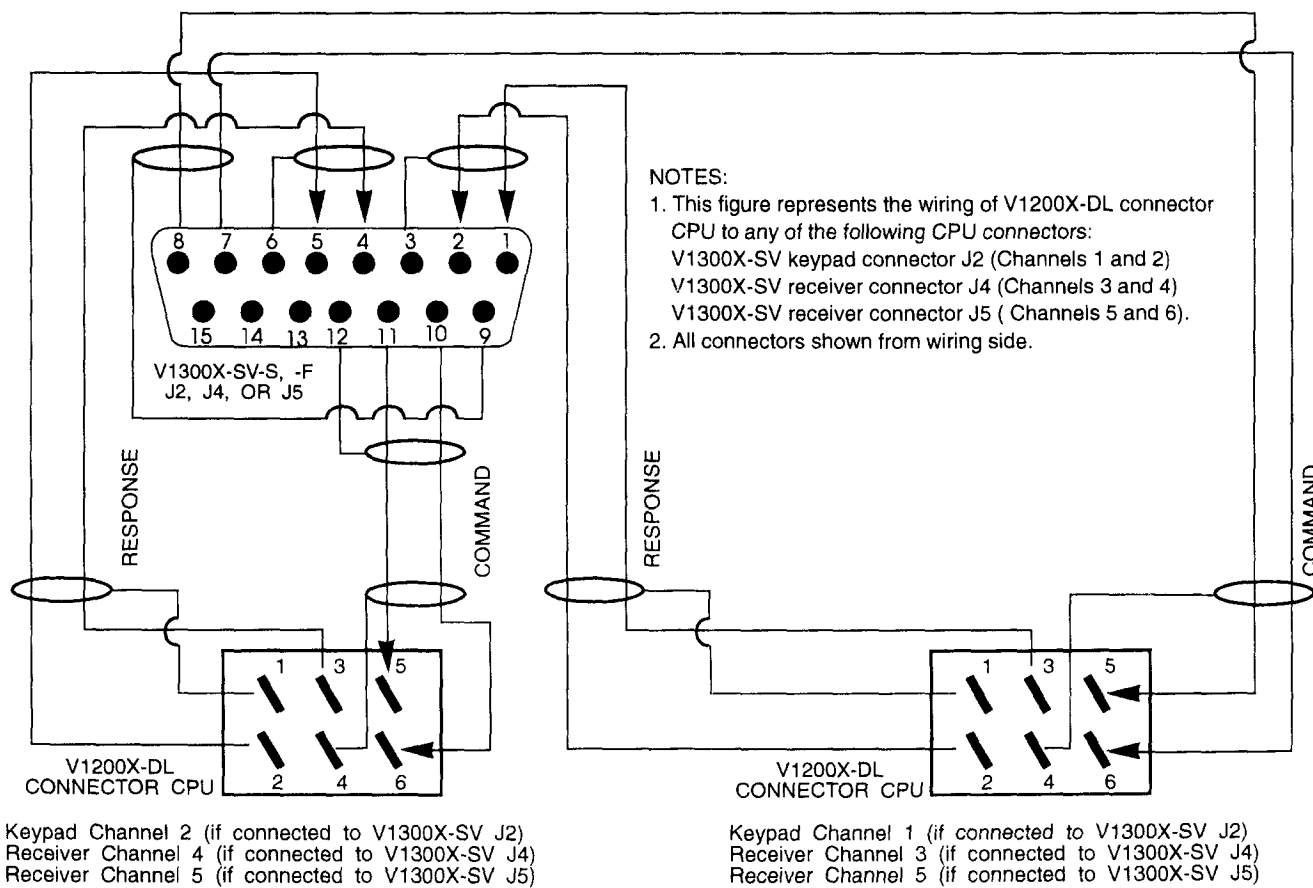 8 7 6 5 4 3 2 1
15 14 13 12 11 10 9
V1300X-SV-S, -F
J2, J4, OR J5
NOTES:
1. This figure represents the wiring of V1200X-DL connector
CPU to any of the following CPU connectors:
V1300X-SV keypad connector J2 (Channels 1 and 2)
V1300X-SV receiver connector J4 (Channels 3 and 4)
V1300X-SV receiver connector J5 ( Channels 5 and 6).
2. All connectors shown from wiring side.
RESPONSE
COMMAND
RESPONSE
COMMAND
1 3 5
2 4 6
V1200X-DL
CONNECTOR CPU
1 3 5
2 4 6
V1200X-DL
CONNECTOR CPU
Keypad Channel 2 (if connected to V1300X-SV J2)
Receiver Channel 4 (if connected to V1300X-SV J4)
Receiver Channel 5 (if connected to V1300X-SV J5)
Keypad Channel 1 (if connected to V1300X-SV J2)
Receiver Channel 3 (if connected to V1300X-SV J4)
Receiver Channel 5 (if connected to V1300X-SV J5)